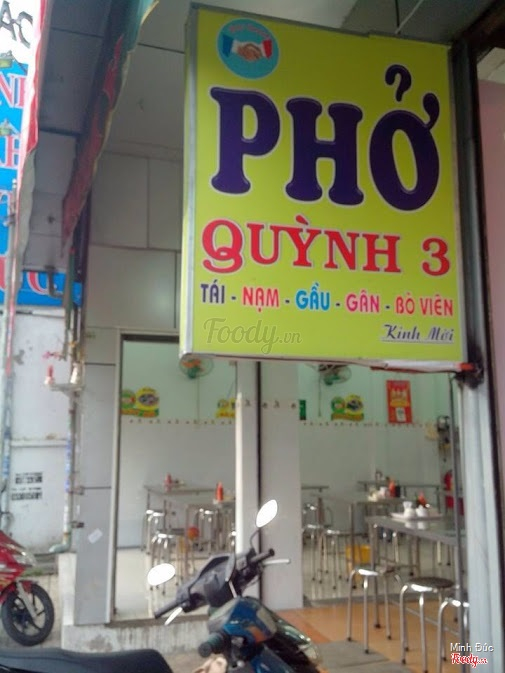 PHỞ
QUỲNH 3
TÁI - NẠM - GẦU - GÂN - BÒ VIÊN
Kính Mời
Foody.vn
Minh Đức
Foody.vn